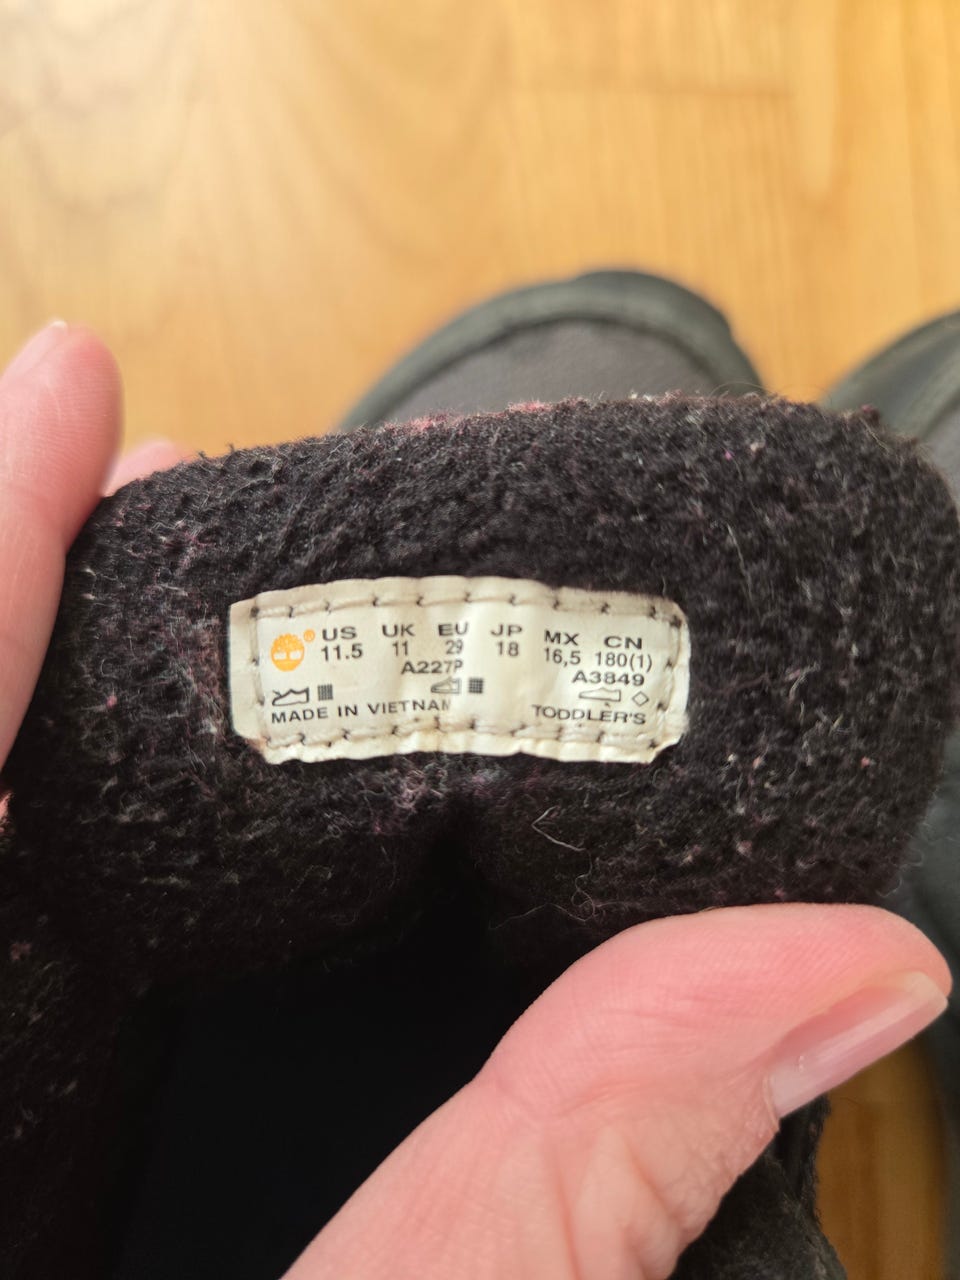 ® US UK EU JP MX CN
11.5 11 29 18 16,5 180(1)
A227P A3849
MADE IN VIETNAM TODDLER'S